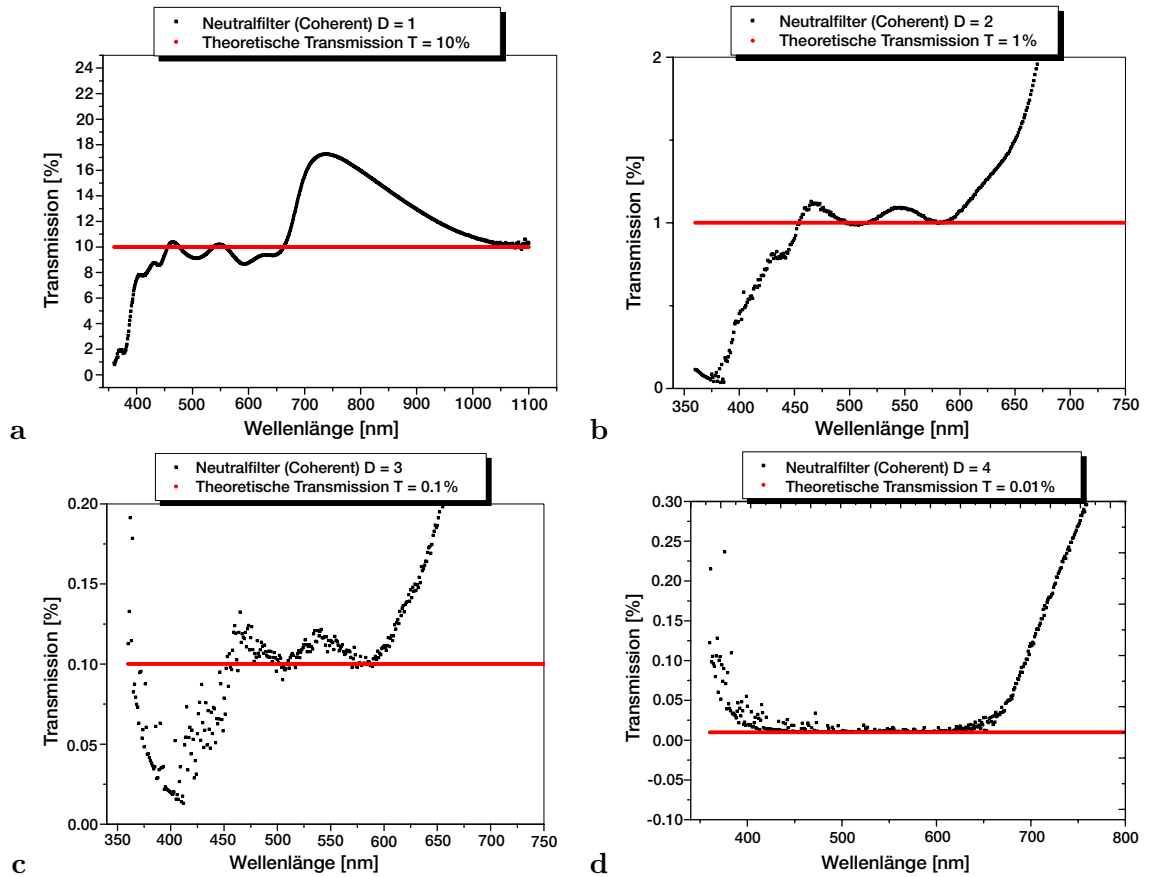 Neutralfilter (Coherent) D = 1
Theoretische Transmission T = 10%
24
22
20
18
16
14
12
10
8
6
4
2
0
Transmission [%]
400 500 600 700 800 900 1000 1100
Wellenlänge [nm]
a
Neutralfilter (Coherent) D = 2
Theoretische Transmission T = 1%
2
1
0
Transmission [%]
350 400 450 500 550 600 650 700 750
Wellenlänge [nm]
b
Neutralfilter (Coherent) D = 3
Theoretische Transmission T = 0.1%
0.20
0.15
0.10
0.05
0.00
Transmission [%]
350 400 450 500 550 600 650 700 750
Wellenlänge [nm]
c
Neutralfilter (Coherent) D = 4
Theoretische Transmission T = 0.01%
0.30
0.25
0.20
0.15
0.10
0.05
0.00
-0.05
-0.10
Transmission [%]
400 500 600 700 800
Wellenlänge [nm]
d